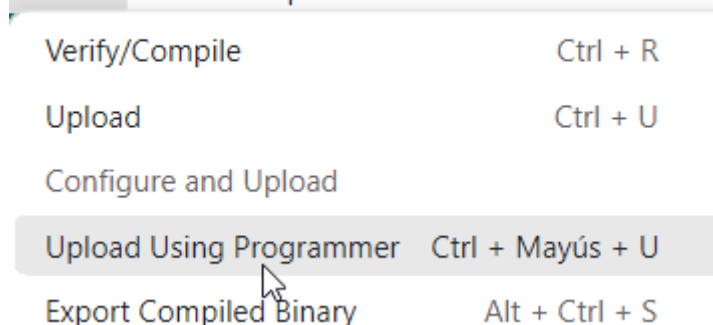 Verify/Compile Ctrl + R
Upload Ctrl + U
Configure and Upload
Upload Using Programmer Ctrl + Mayús + U
Export Compiled Binary Alt + Ctrl + S